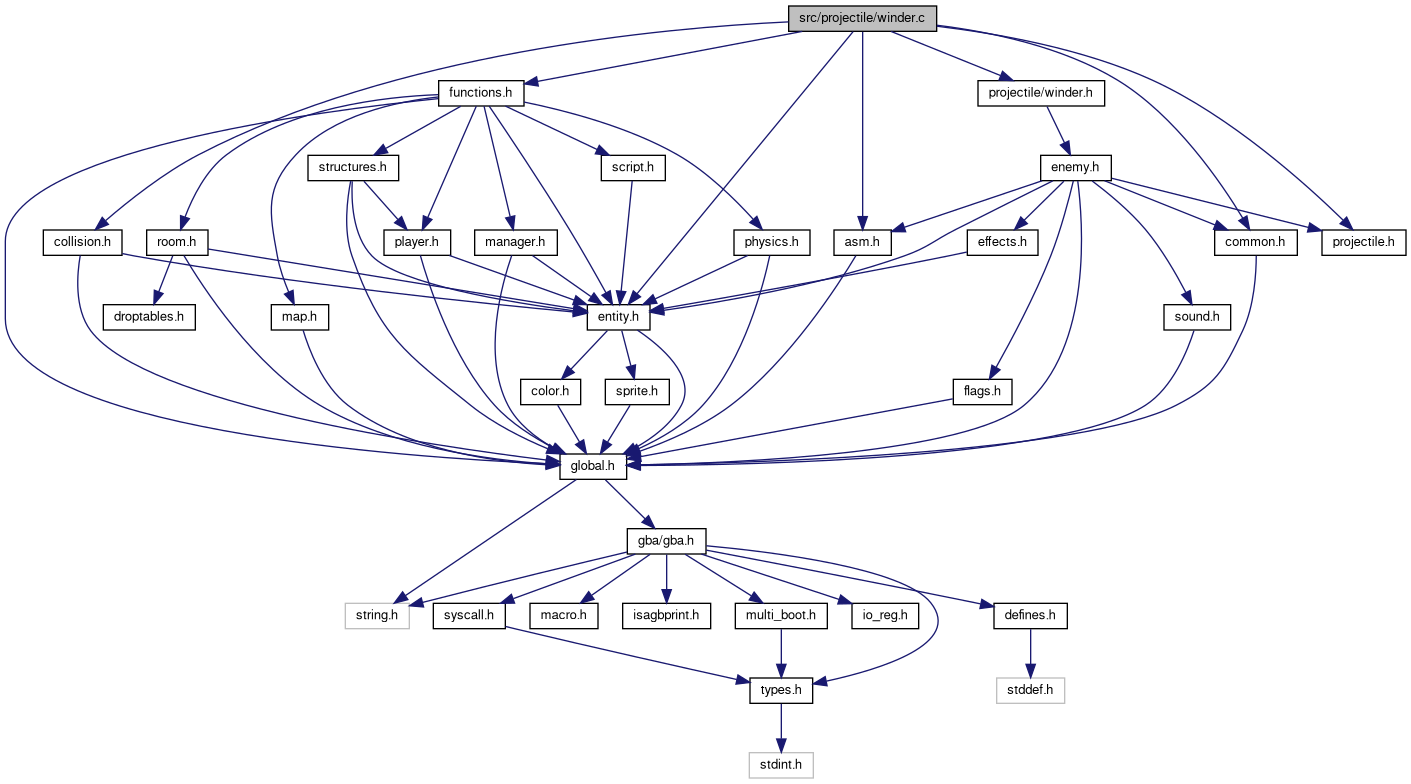 src/projectile/winder.c
functions.h
projectile/winder.h
structures.h
script.h
enemy.h
collision.h
room.h
player.h
manager.h
physics.h
asm.h
effects.h
common.h
projectile.h
droptables.h
map.h
entity.h
sound.h
color.h
sprite.h
flags.h
global.h
gba/gba.h
string.h
syscall.h
macro.h
isagbprint.h
multi_boot.h
io_reg.h
defines.h
types.h
stddef.h
stdint.h